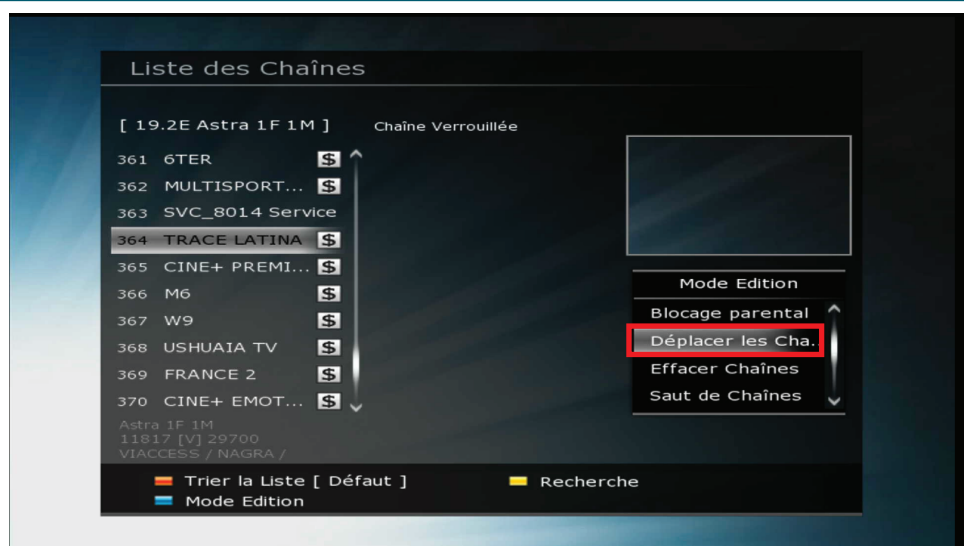 Liste des Chaînes
[ 19.2E Astra 1F 1M ]
Chaîne Verrouillée
361 6TER $
362 MULTISPORT... $
363 SVC_8014 Service
364 TRACE LATINA $
365 CINE+ PREMI... $
366 M6 $
367 W9 $
368 USHUAIA TV $
369 FRANCE 2 $
370 CINE+ EMOT... $
Astra 1F 1M
11817 [V] 29700
VIACCESS / NAGRA /
Mode Edition
Blocage parental
Déplacer les Cha..
Effacer Chaînes
Saut de Chaînes
Trier la Liste [ Défaut ]
Recherche
Mode Edition